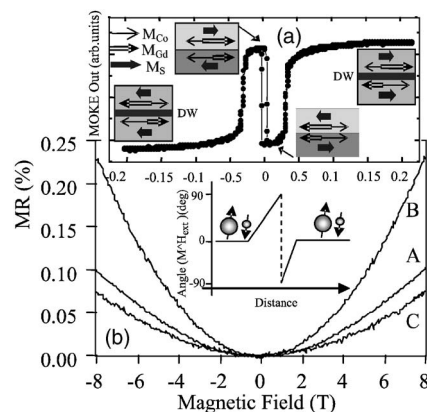 M_Co
M_Gd
M_S
(a)
DW
DW
MOKE Out (arb.units)
0.2 -0.15 -0.1 -0.05 0 0.05 0.1 0.15 0.2
MR (%)
0.25
0.20
0.15
0.10
0.05
0.00
90
0
-90
Angle (M^H_ext )(deg)
Distance
B
A
C
(b)
-8 -6 -4 -2 0 2 4 6 8
Magnetic Field (T)